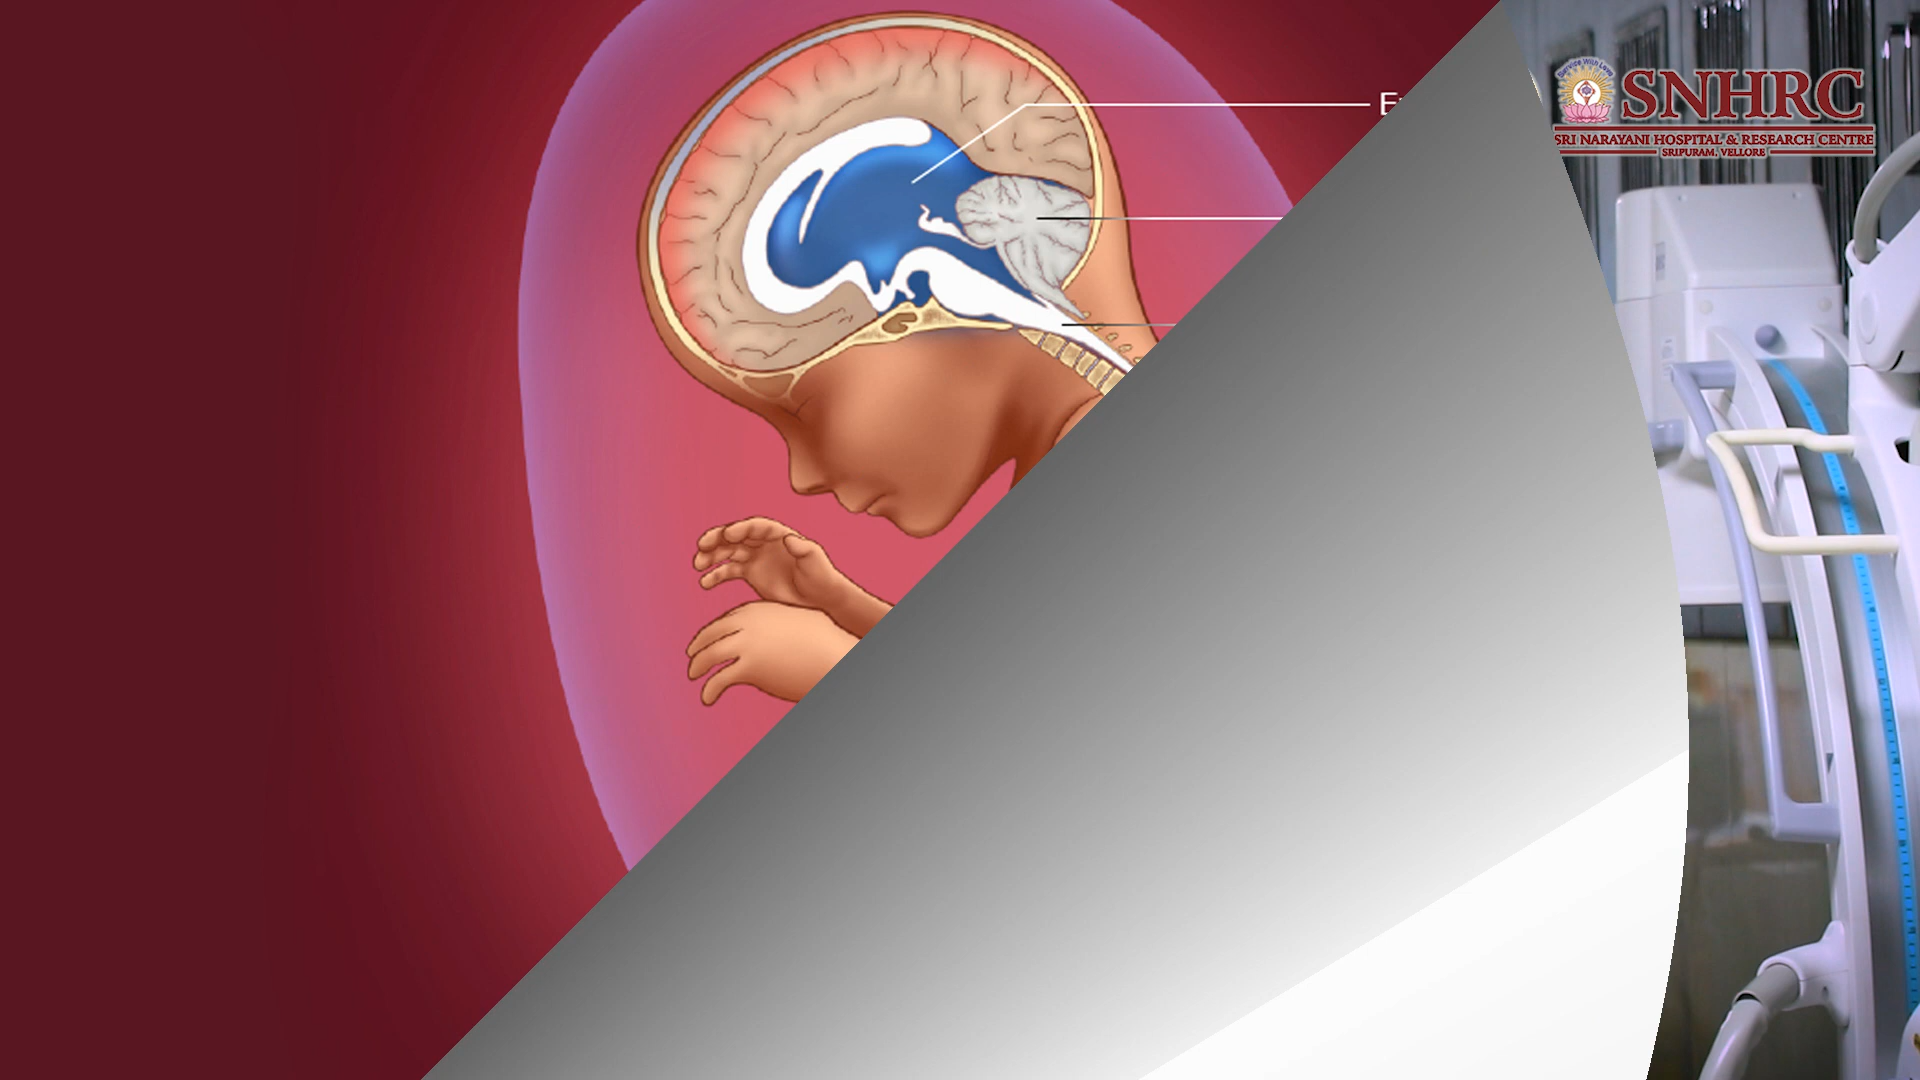 Service With Love
SNHRC
SRI NARAYANI HOSPITAL & RESEARCH CENTRE
SRIPURAM, VELLORE